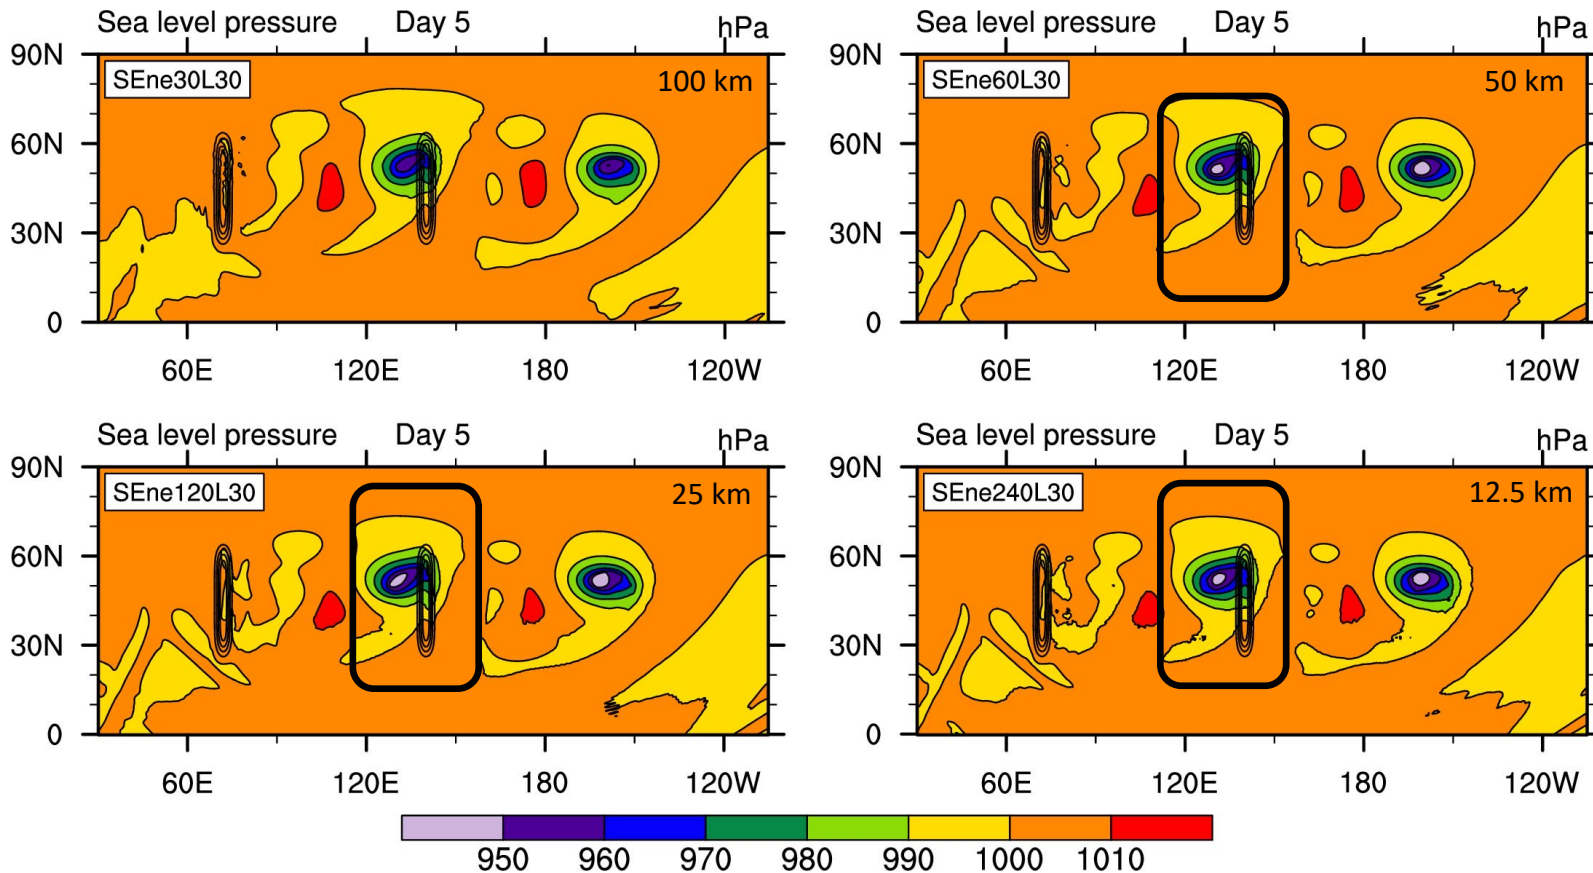 Sea level pressure Day 5 hPa
90N
SEne30L30 100 km
60N
30N
0
60E 120E 180 120W
Sea level pressure Day 5 hPa
90N
SEne60L30 50 km
60N
30N
0
60E 120E 180 120W
Sea level pressure Day 5 hPa
90N
SEne120L30 25 km
60N
30N
0
60E 120E 180 120W
Sea level pressure Day 5 hPa
90N
SEne240L30 12.5 km
60N
30N
0
60E 120E 180 120W
950 960 970 980 990 1000 1010